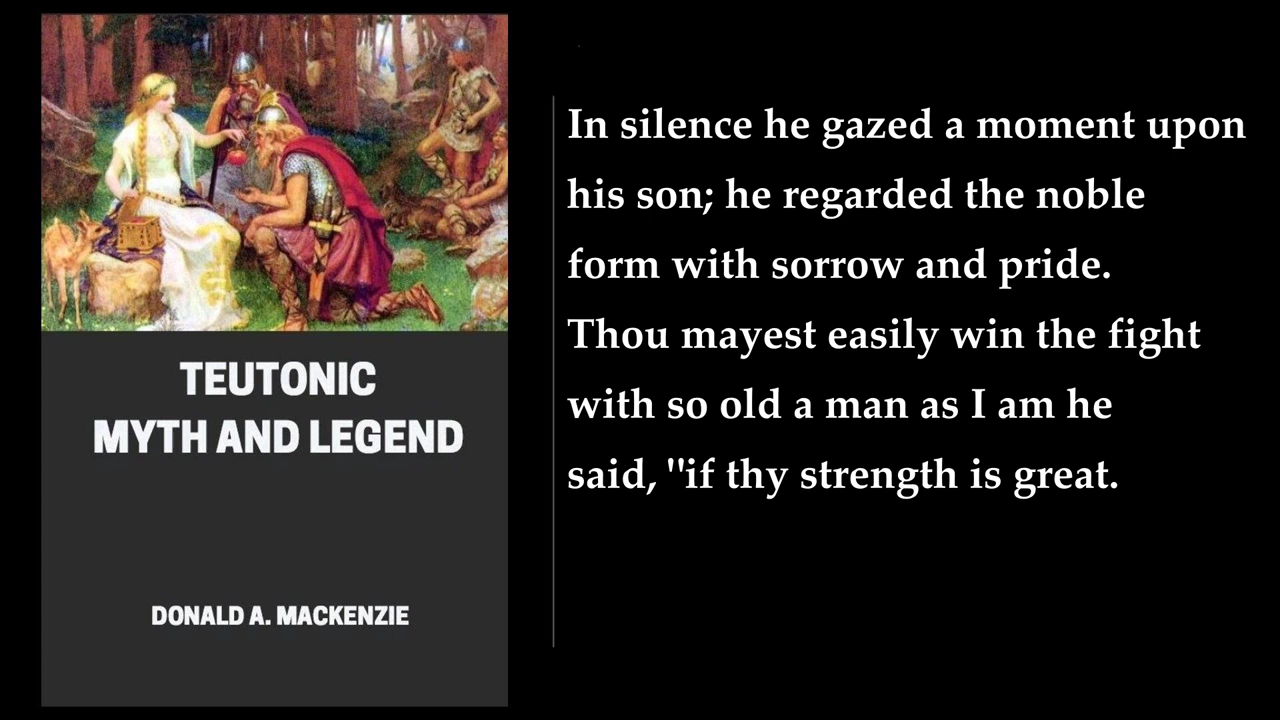 TEUTONIC
MYTH AND LEGEND
DONALD A. MACKENZIE
In silence he gazed a moment upon
his son; he regarded the noble
form with sorrow and pride.
Thou mayest easily win the fight
with so old a man as I am he
said, "if thy strength is great.